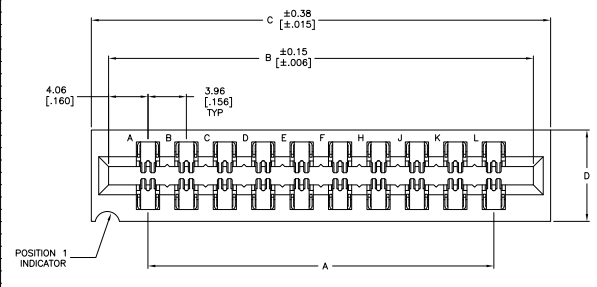 C ±0.38
[±.015]
B ±0.15
[±.006]
4.06
[.160]
3.96
[.156]
TYP
A B C D E F H J K L
D
POSITION 1
INDICATOR
A